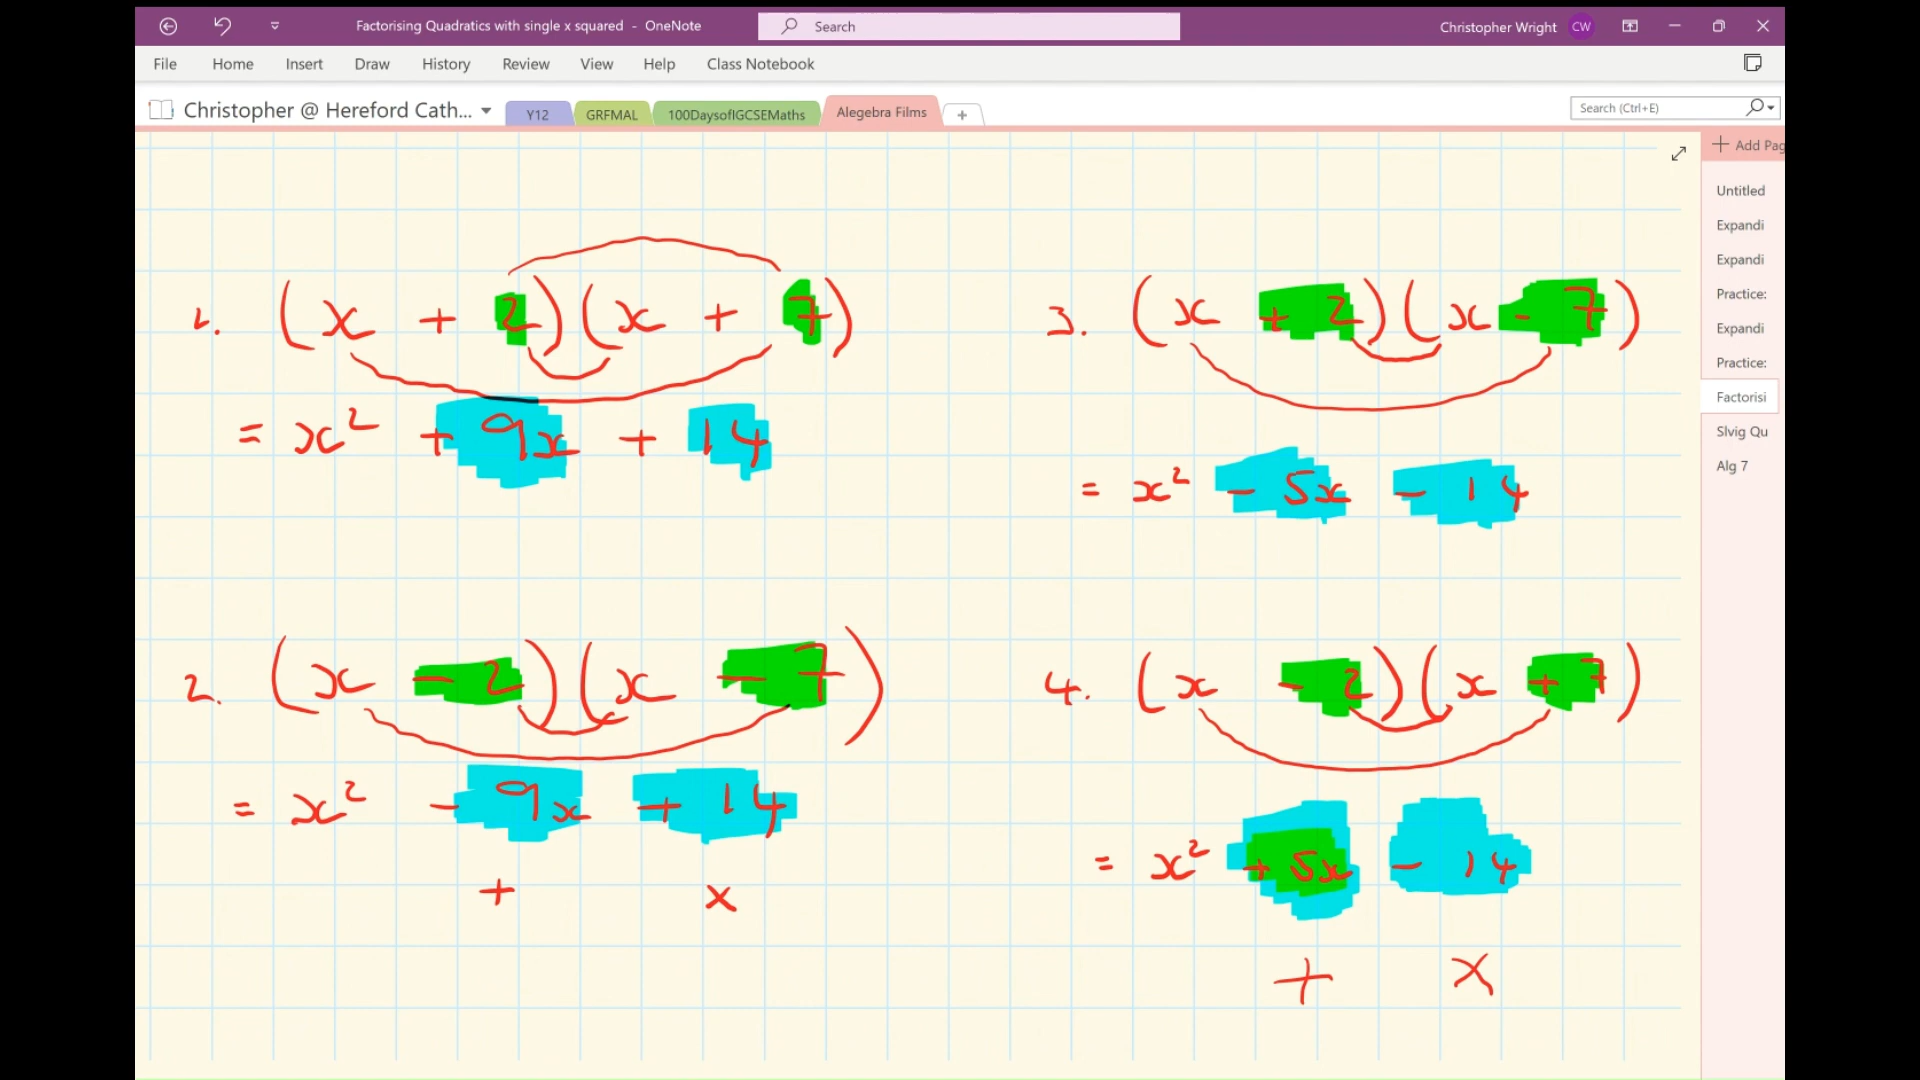 Factorising Quadratics with single x squared - OneNote
Search
Christopher Wright CW
File Home Insert Draw History Review View Help Class Notebook
Christopher @ Hereford Cath... Y12 GRFMAL 100DaysofIGCSEMaths Alegebra Films +
Search (Ctrl+E)
+ Add Pag
Untitled
Expandi
Expandi
Practice:
Expandi
Practice:
Factorisi
Slvig Qu
Alg 7
1. (x + 2)(x + 7)
= x² + 9x + 14
2. (x - 2)(x - 7)
= x² - 9x + 14
+ x
3. (x + 2)(x - 7)
= x² - 5x - 14
4. (x - 2)(x + 7)
= x² + 5x - 14
+ x